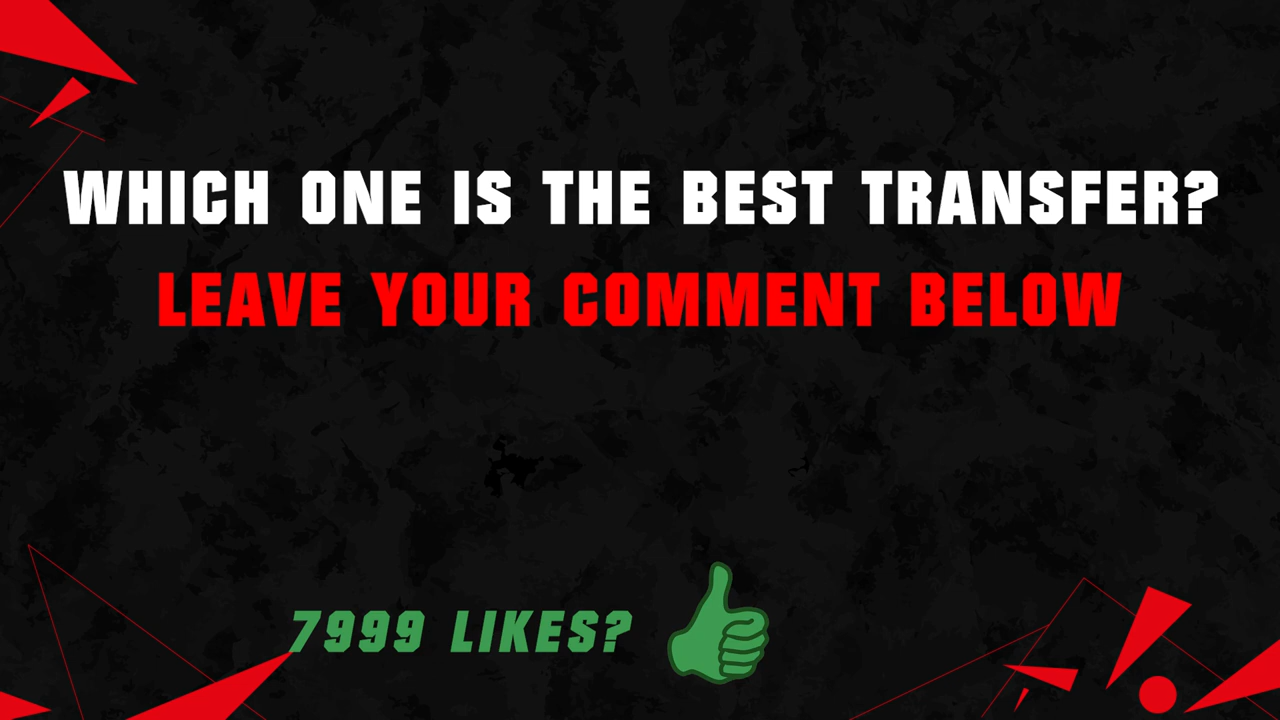 WHICH ONE IS THE BEST TRANSFER?
LEAVE YOUR COMMENT BELOW
7999 LIKES?